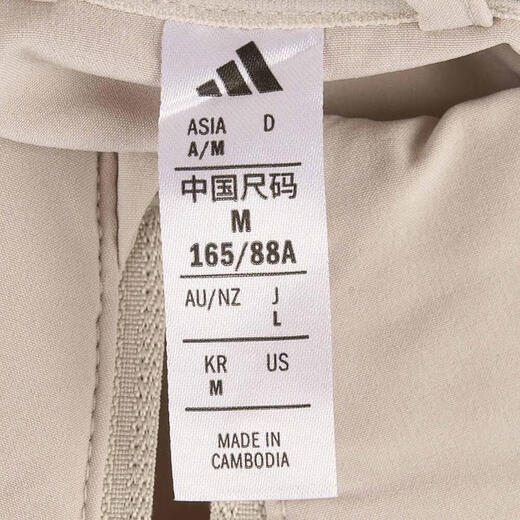 ASIA D
A/M
中国尺码
M
165/88A
AU/NZ J
L
KR US
M
MADE IN
CAMBODIA